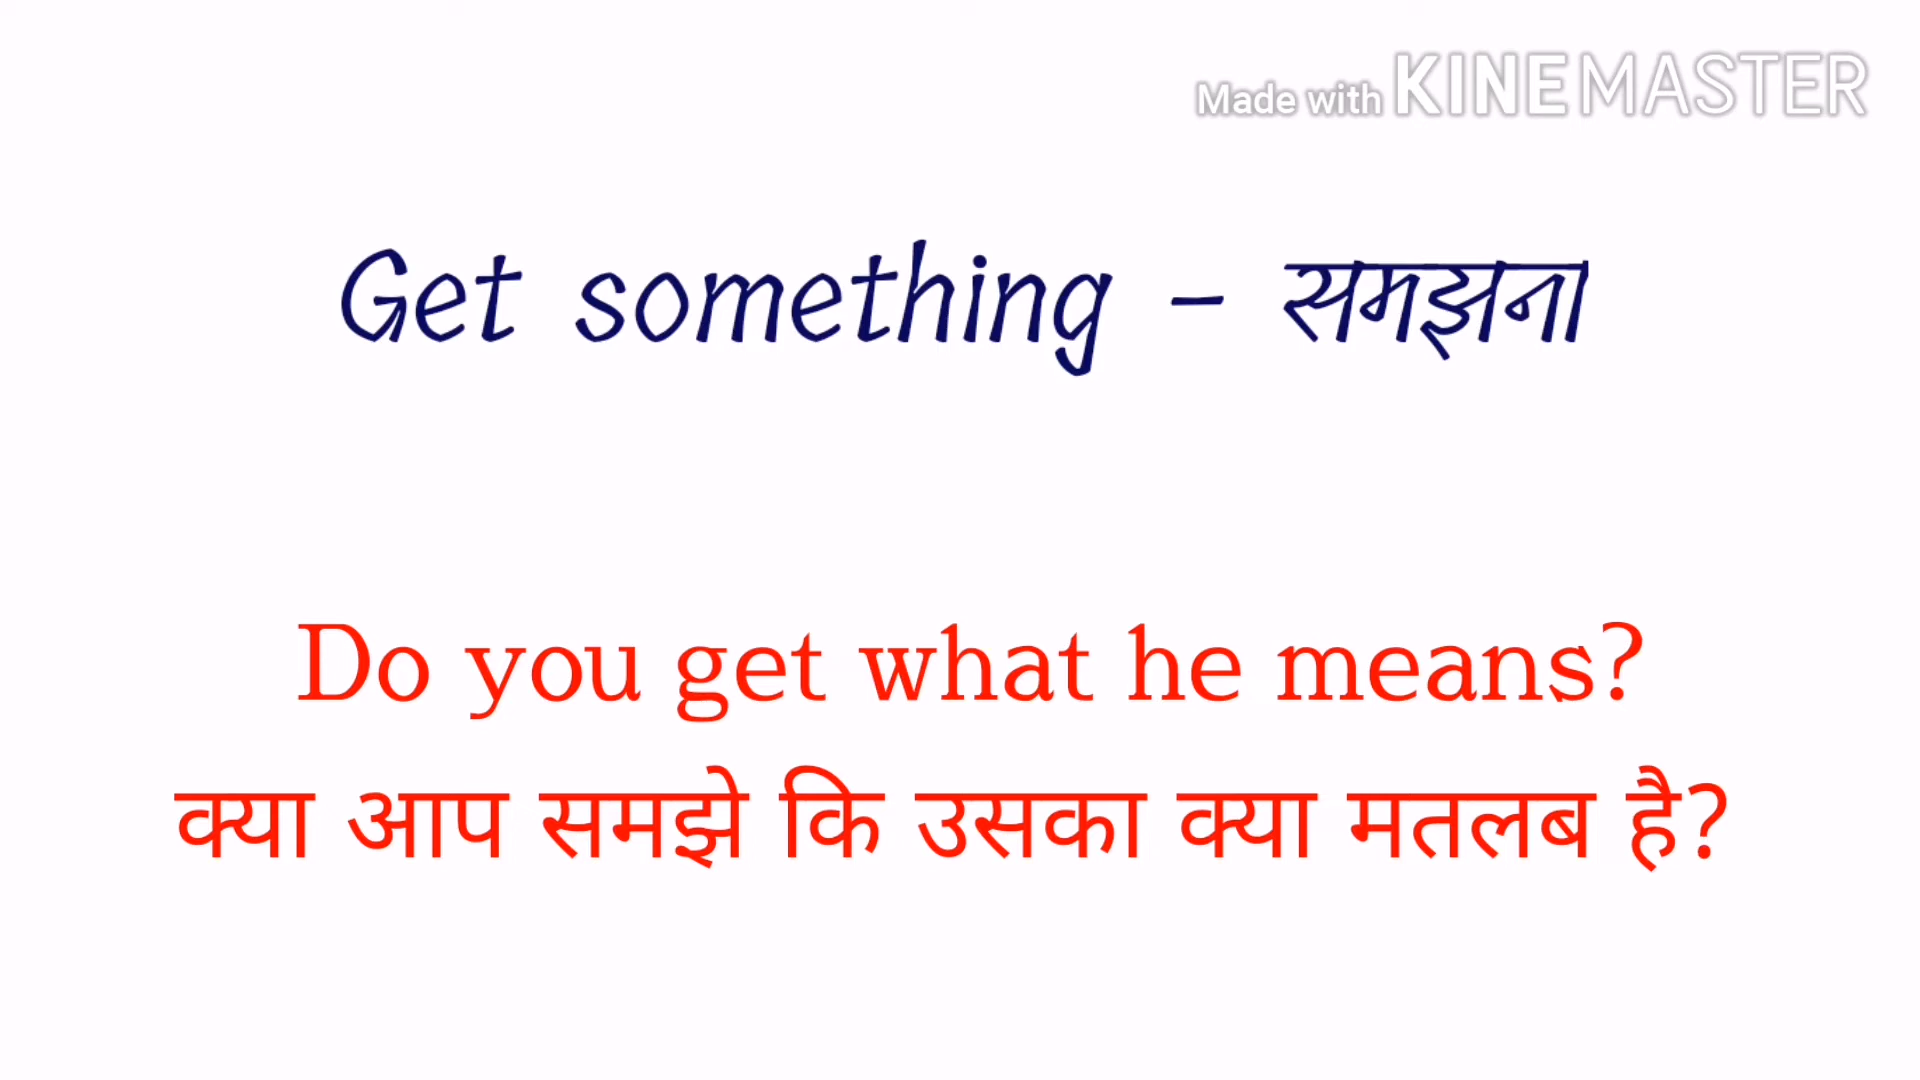 Made with KINEMASTER
Get something - समझना
Do you get what he means?
क्या आप समझे कि उसका क्या मतलब है?